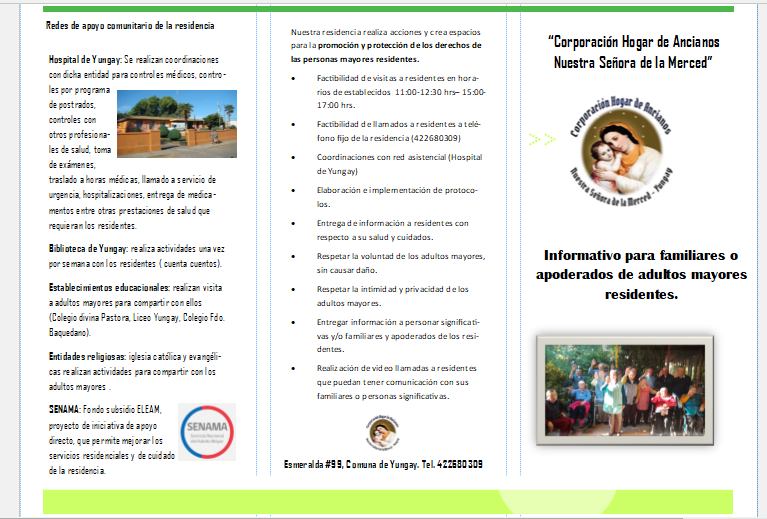 Redes de apoyo comunitario de la residencia
Hospital de Yungay: Se realizan coordinaciones
con dicha entidad para controles médicos, contro-
les por programa
de postrados,
controles con
otros profesiona-
les de salud, toma
de exámenes,
traslado a horas médicas, llamado a servicio de
urgencia, hospitalizaciones, entrega de medica-
mentos entre otras prestaciones de salud que
requieran los residentes.
Biblioteca de Yungay: realiza actividades una vez
por semana con los residentes ( cuenta cuentos).
Establecimientos educacionales: realizan visita
a adultos mayores para compartir con ellos
(Colegio divina Pastora, Liceo Yungay, Colegio Fdo.
Baquedano).
Entidades religiosas: iglesia católica y evangéli-
cas realizan actividades para compartir con los
adultos mayores .
SENAMA: Fondo subsidio ELEAM,
proyecto de iniciativa de apoyo
directo, que permite mejorar los
servicios residenciales y de cuidado
de la residencia.
SENAMA
Nuestra residencia realiza acciones y crea espacios
para la promoción y protección de los derechos de
las personas mayores residentes.
• Factibilidad de visitas a residentes en hora-
rios de establecidos 11:00-12:30 hrs– 15:00-
17:00 hrs.
• Factibilidad de llamados a residentes a telé-
fono fijo de la residencia (422680309)
• Coordinaciones con red asistencial (Hospital
de Yungay)
• Elaboración e implementación de protoco-
los.
• Entrega de información a residentes con
respecto a su salud y cuidados.
• Respetar la voluntad de los adultos mayores,
sin causar daño.
• Respetar la intimidad y privacidad de los
adultos mayores.
• Entregar información a personar significati-
vas y/o familiares y apoderados de los resi-
dentes.
• Realización de video llamadas a residentes
que puedan tener comunicación con sus
familiares o personas significativas.
Esmeralda #99, Comuna de Yungay. Tel. 422680309
“Corporación Hogar de Ancianos
Nuestra Señora de la Merced”
>>
Corporación Hogar de Ancianos
Nuestra Señora de la Merced - Yungay
Informativo para familiares o
apoderados de adultos mayores
residentes.